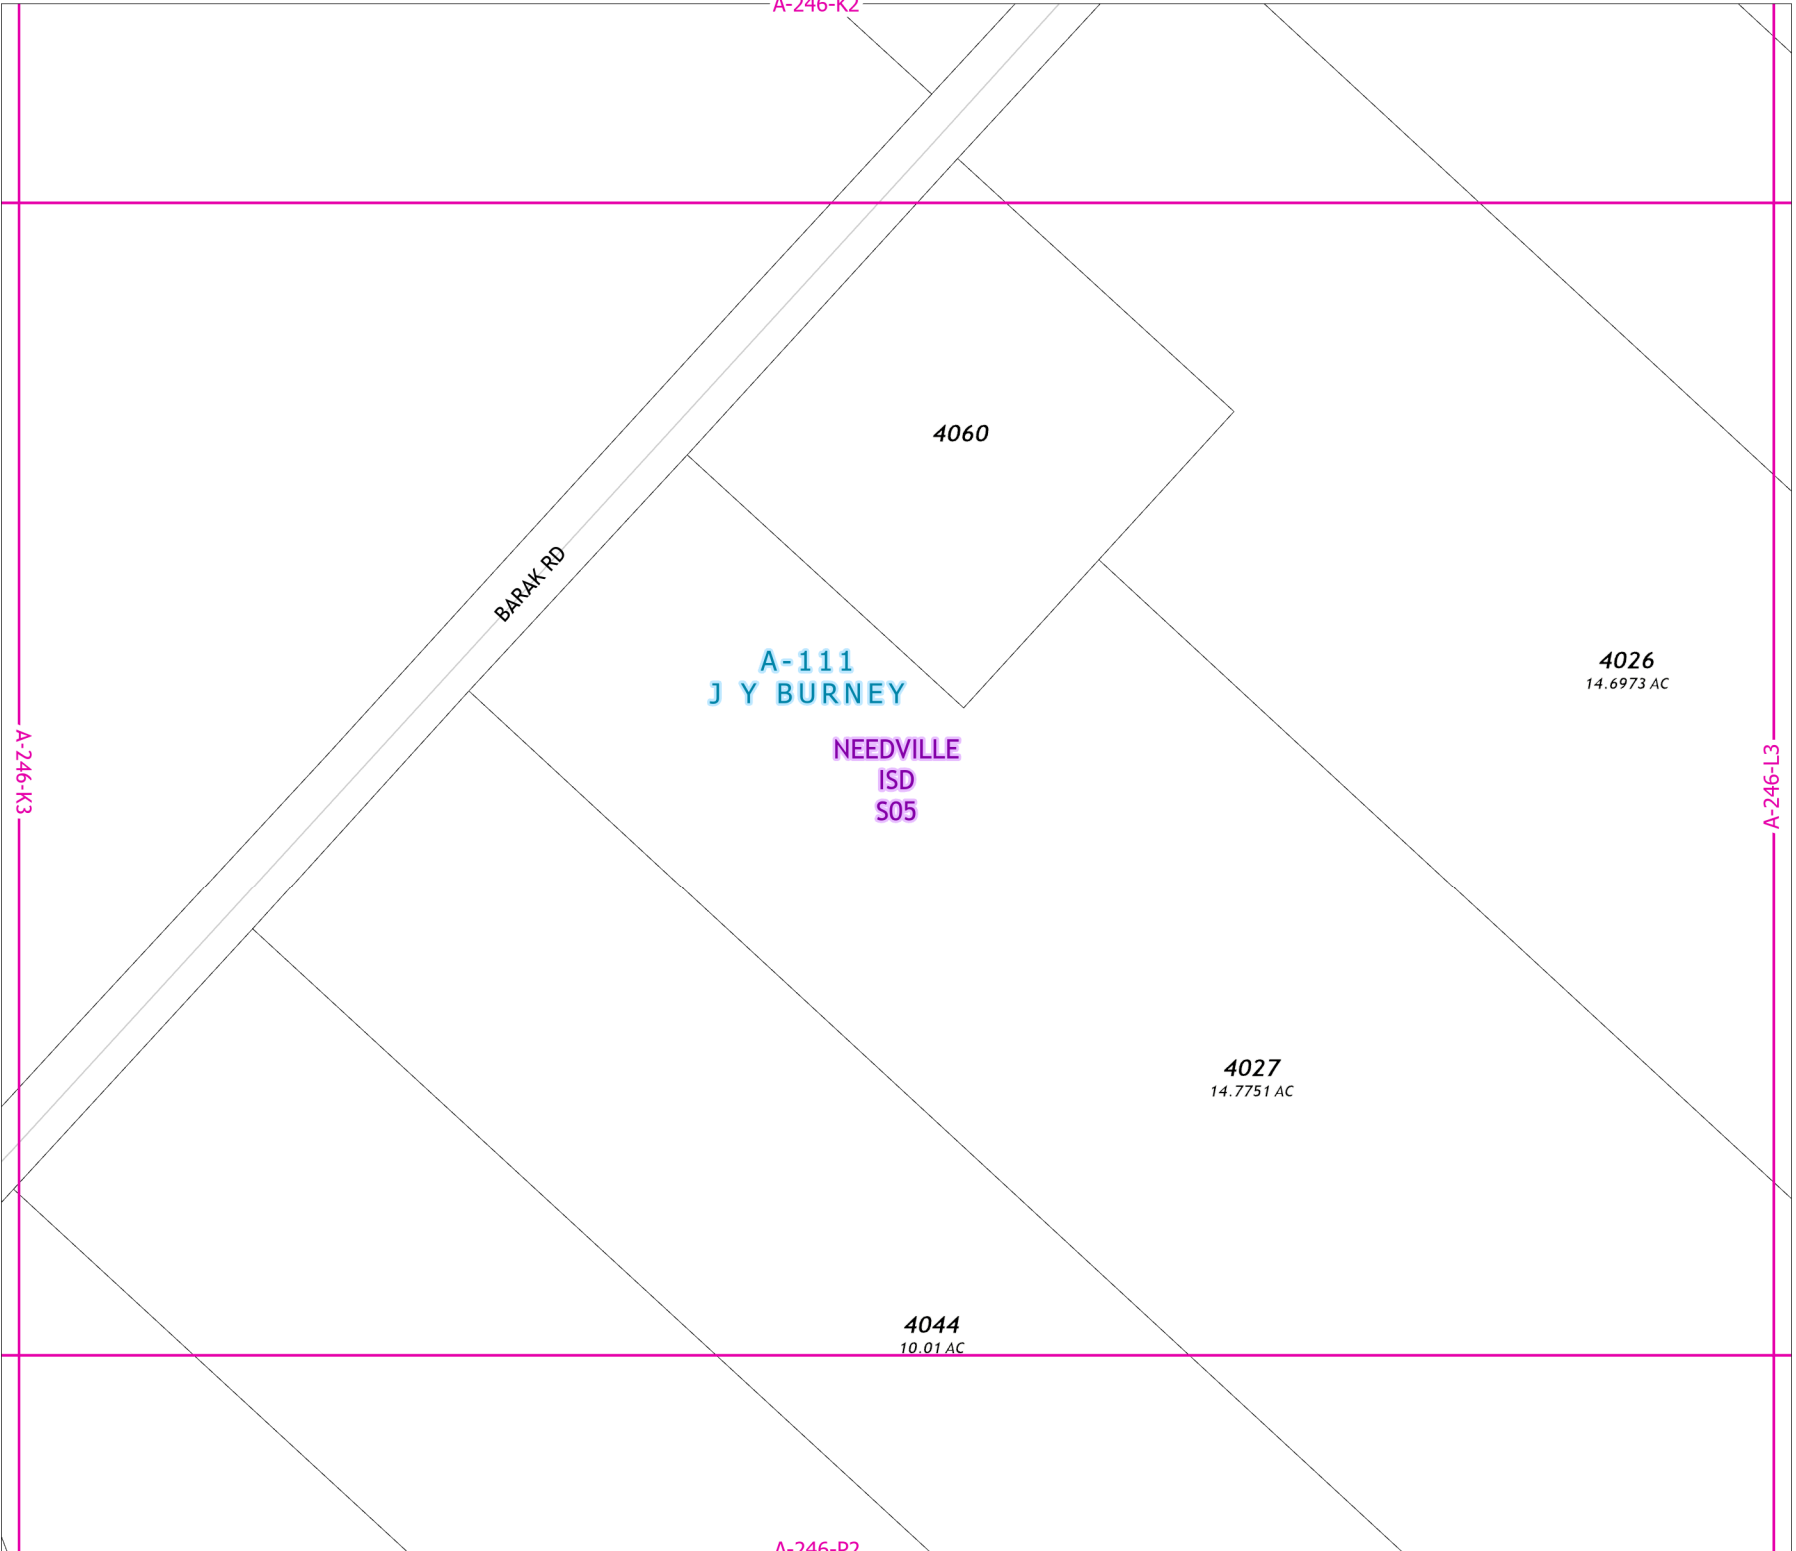 A-246-K2
4060
BARAK RD
A-111
J Y BURNEY
4026
14.6973 AC
NEEDVILLE
ISD
S05
A-246-K3
A-246-L3
4027
14.7751 AC
4044
10.01 AC
A-246-P2